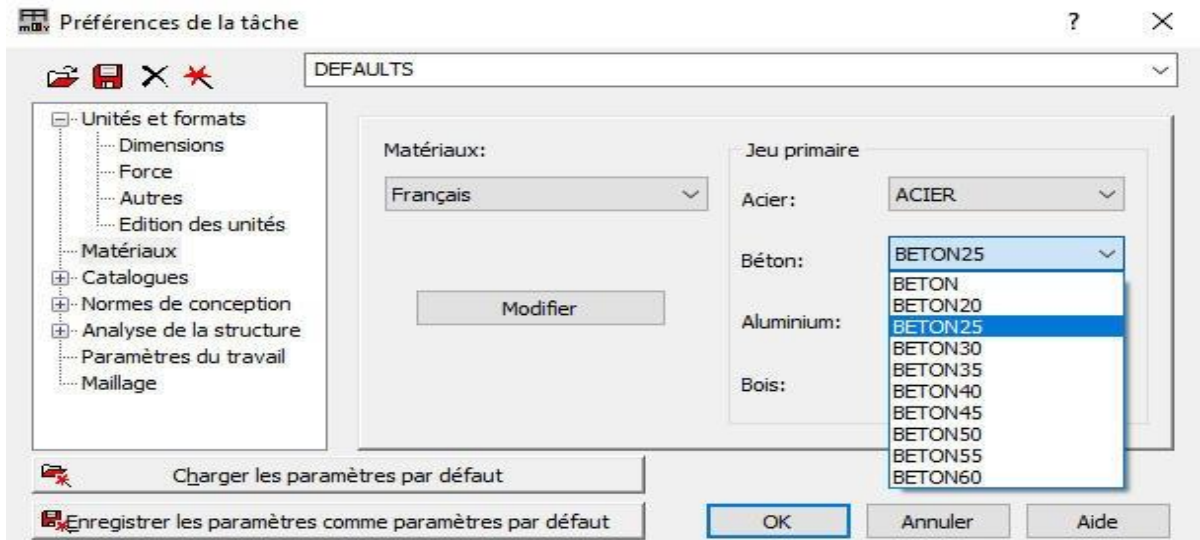 Préférences de la tâche
?
DEFAULTS
Unités et formats
Dimensions
Force
Autres
Edition des unités
Matériaux
Catalogues
Normes de conception
Analyse de la structure
Paramètres du travail
Maillage
Matériaux:
Français
Modifier
Jeu primaire
Acier:
ACIER
Béton:
BETON25
BETON
BETON20
BETON25
BETON30
BETON35
BETON40
BETON45
BETON50
BETON55
BETON60
Aluminium:
Bois:
Charger les paramètres par défaut
Enregistrer les paramètres comme paramètres par défaut
OK
Annuler
Aide